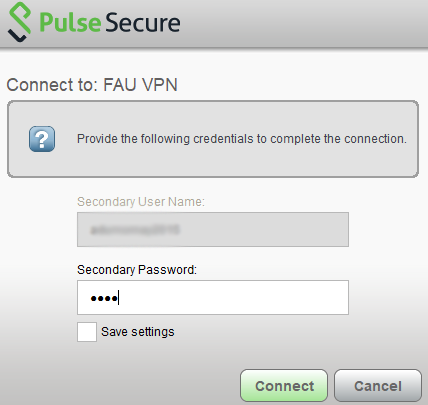 Pulse Secure
Connect to: FAU VPN
Provide the following credentials to complete the connection.
Secondary User Name:
Secondary Password:
Save settings
Connect
Cancel